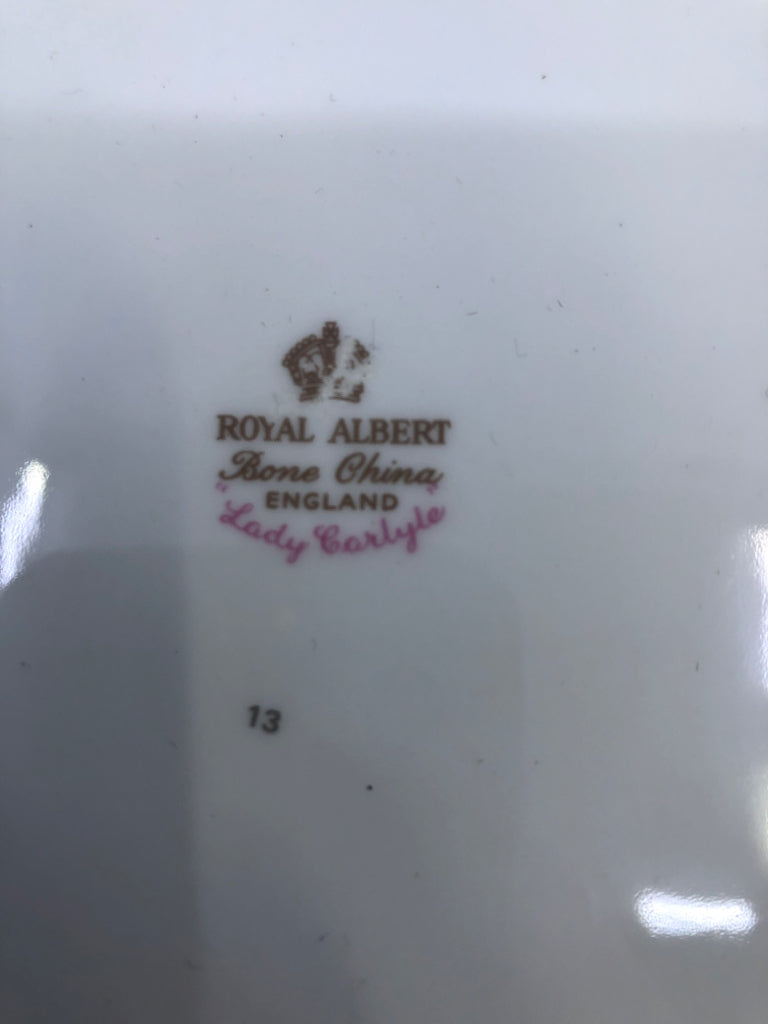 ROYAL ALBERT
Bone China
ENGLAND
"Lady Carlyle"
13